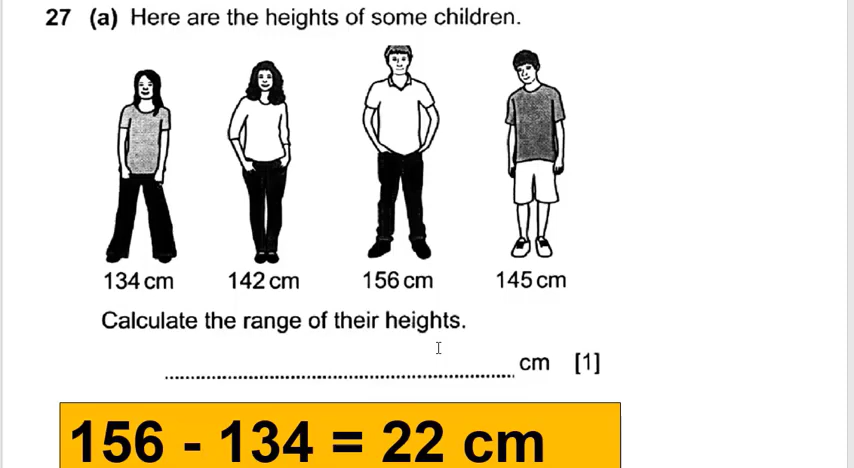 27 (a) Here are the heights of some children.
134 cm 142 cm 156 cm 145 cm
Calculate the range of their heights.
........................................................ cm [1]
156 - 134 = 22 cm